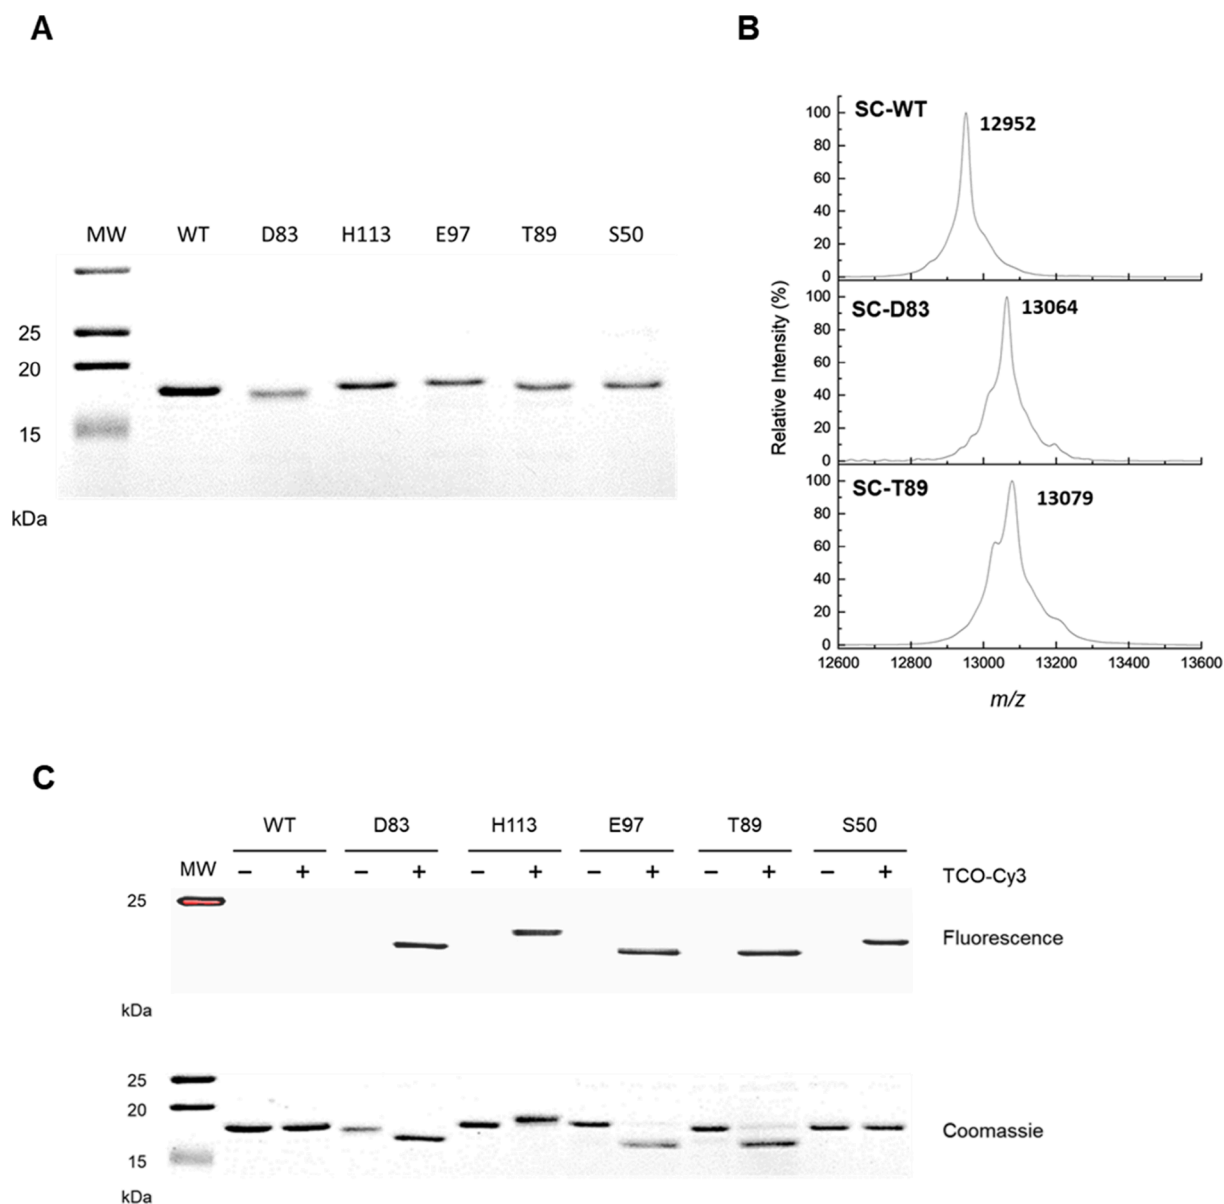 A
MW WT D83 H113 E97 T89 S50
25
20
15
kDa
B
SC-WT
12952
100
80
60
40
20
0
SC-D83
13064
100
80
60
40
20
0
SC-T89
13079
100
80
60
40
20
0
Relative Intensity (%)
12600 12800 13000 13200 13400 13600
m/z
C
WT D83 H113 E97 T89 S50
MW − + − + − + − + − + − + TCO-Cy3
25
Fluorescence
kDa
25
20
Coomassie
15
kDa